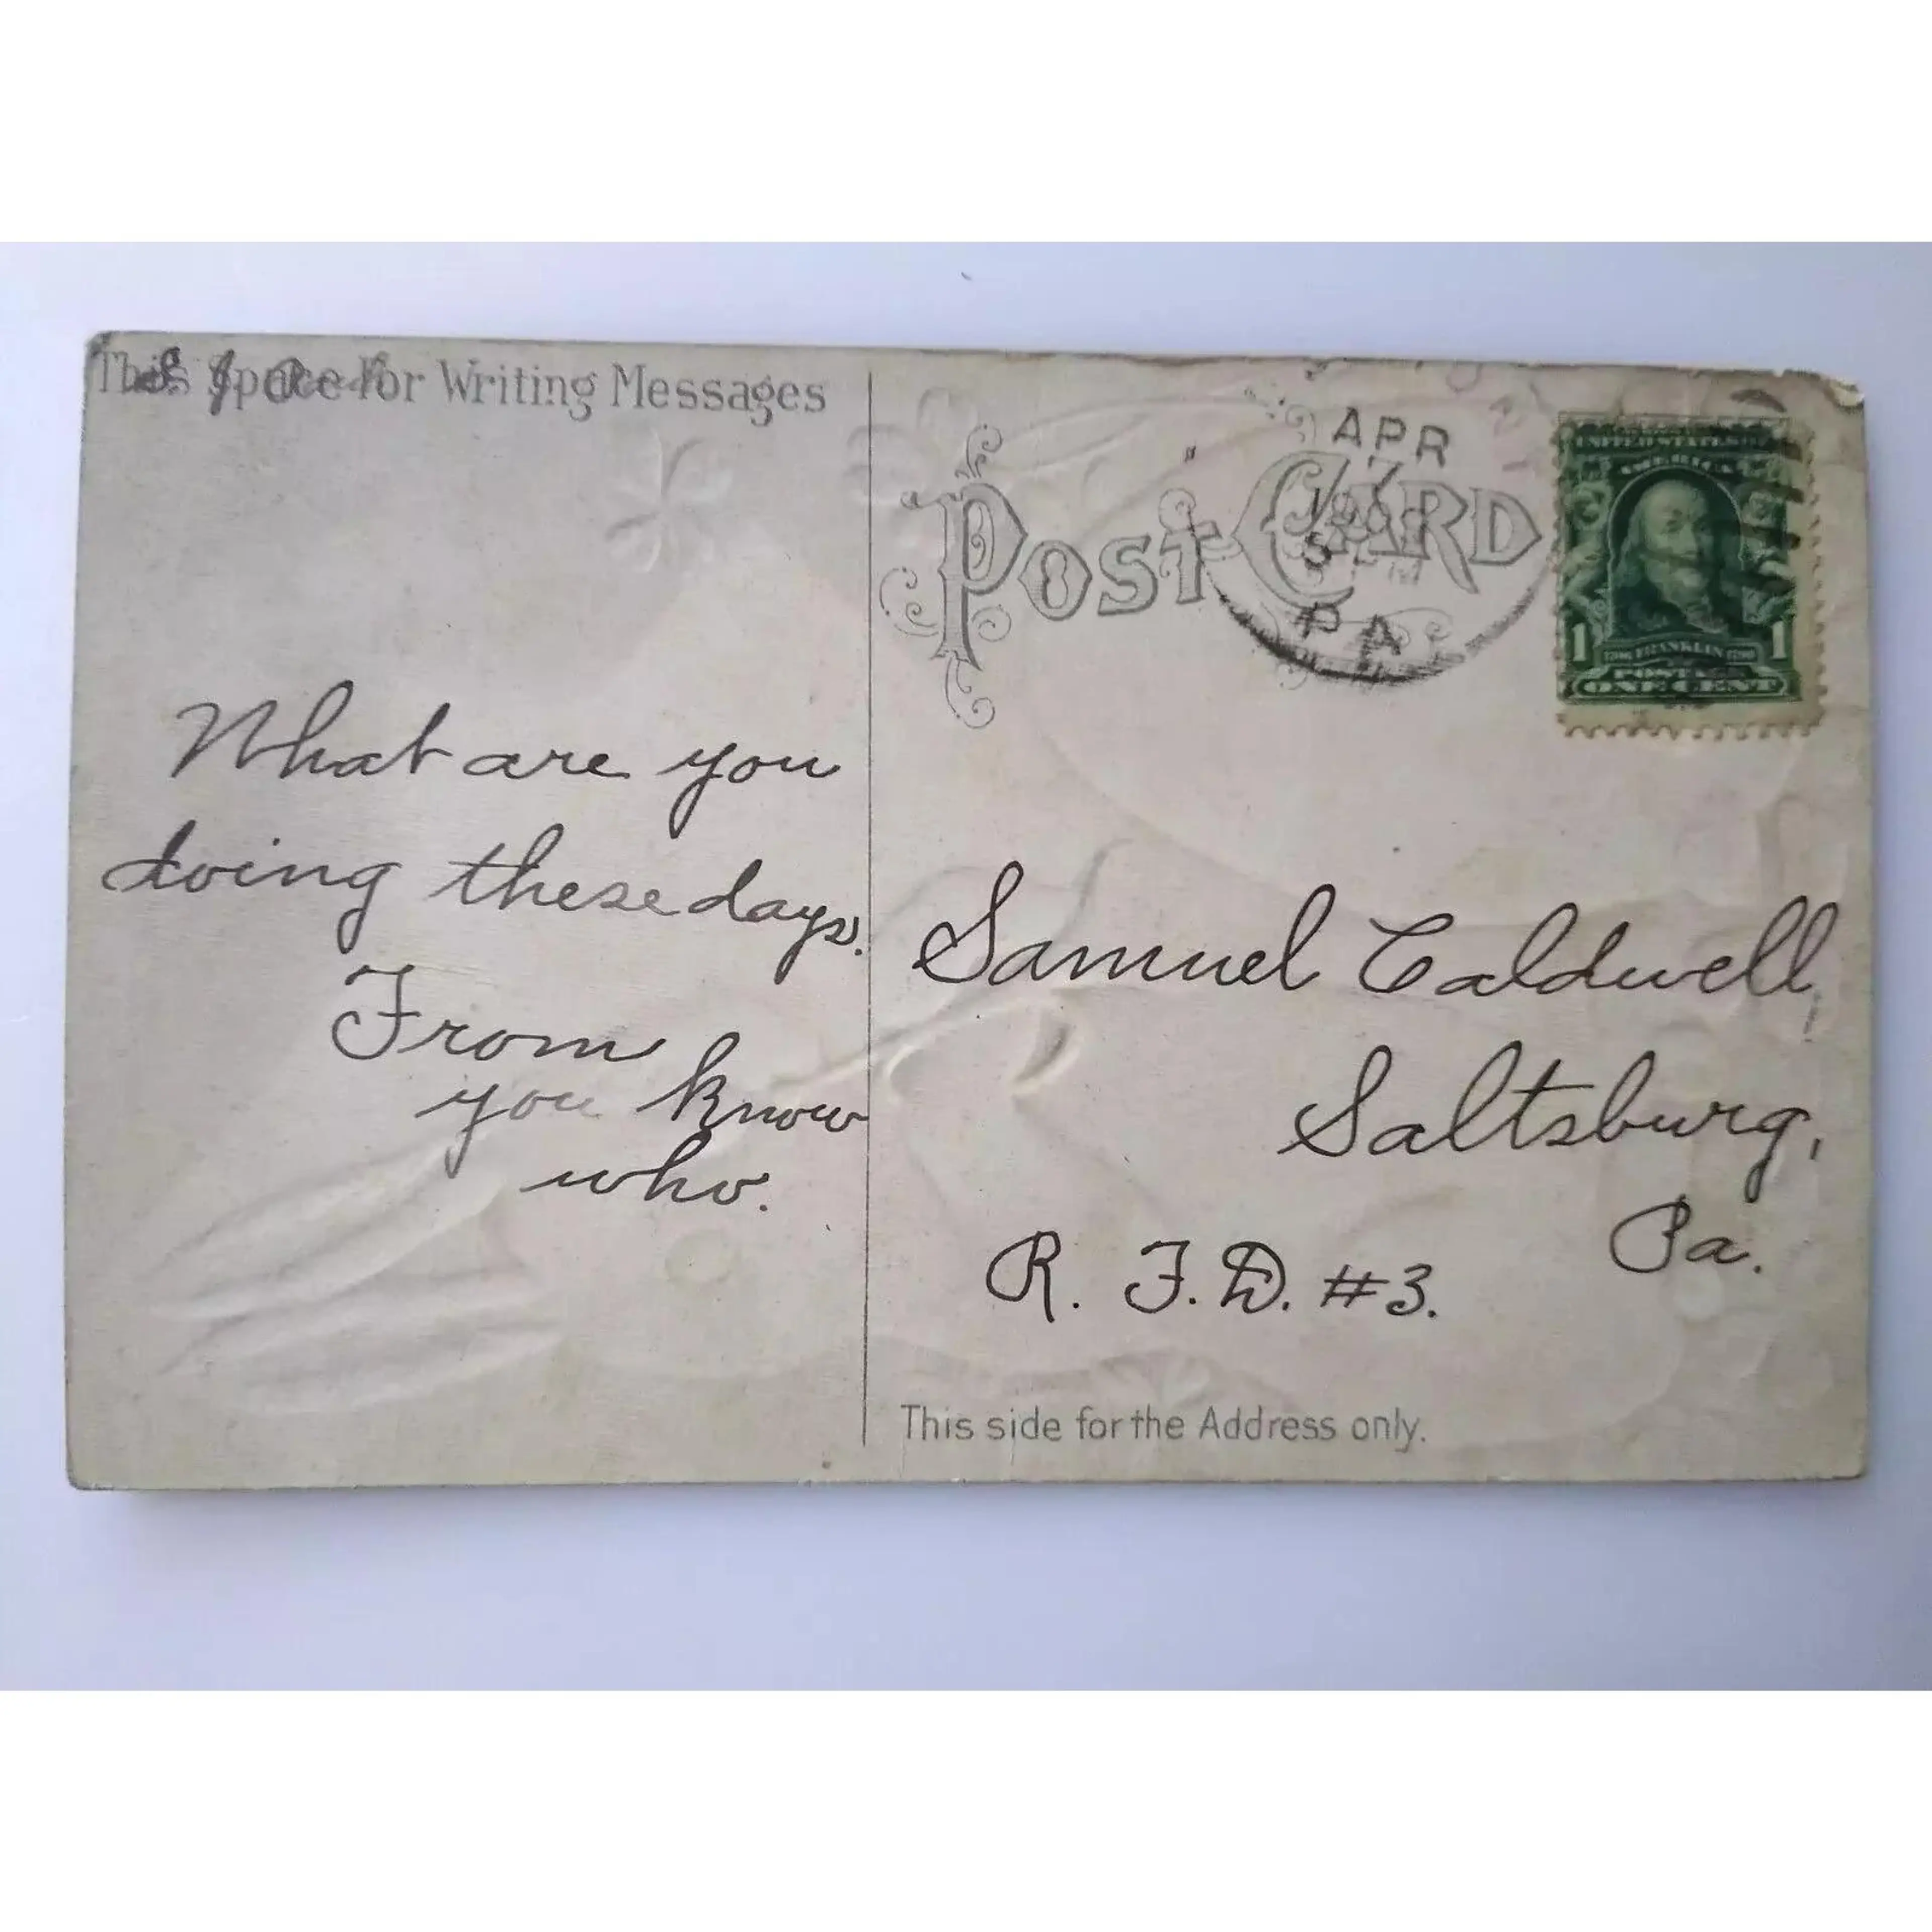 This Space For Writing Messages
What are you
doing these days.
From
you know
who.
POST CARD
APR
PA
UNITED STATES OF
AMERICA
1 FRANKLIN 1
POSTAGE
ONE CENT
Samuel Caldwell,
Saltsburg,
Pa.
R. F. D. #3.
This side for the Address only.